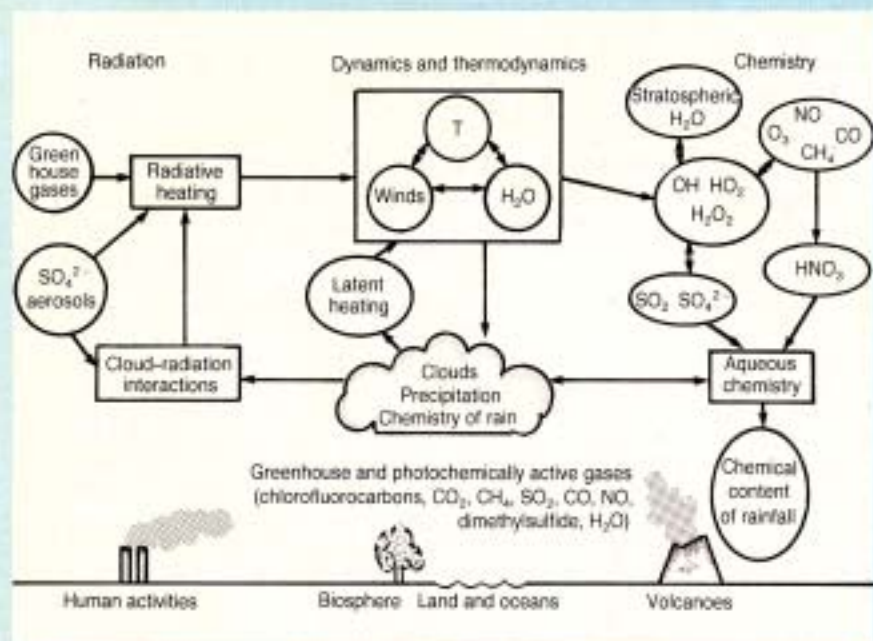 Radiation
Dynamics and thermodynamics
Chemistry
Green
house
gases
Radiative
heating
SO₄²⁻
aerosols
Cloud–radiation
interactions
T
Winds
H₂O
Latent
heating
Clouds
Precipitation
Chemistry of rain
Stratospheric
H₂O
NO
O₃ CO
CH₄
OH HO₂
H₂O₂
HNO₃
SO₂ SO₄²⁻
Aqueous
chemistry
Chemical
content
of rainfall
Greenhouse and photochemically active gases
(chlorofluorocarbons, CO₂, CH₄, SO₂, CO, NO,
dimethylsulfide, H₂O)
Human activities
Biosphere
Land and oceans
Volcanoes